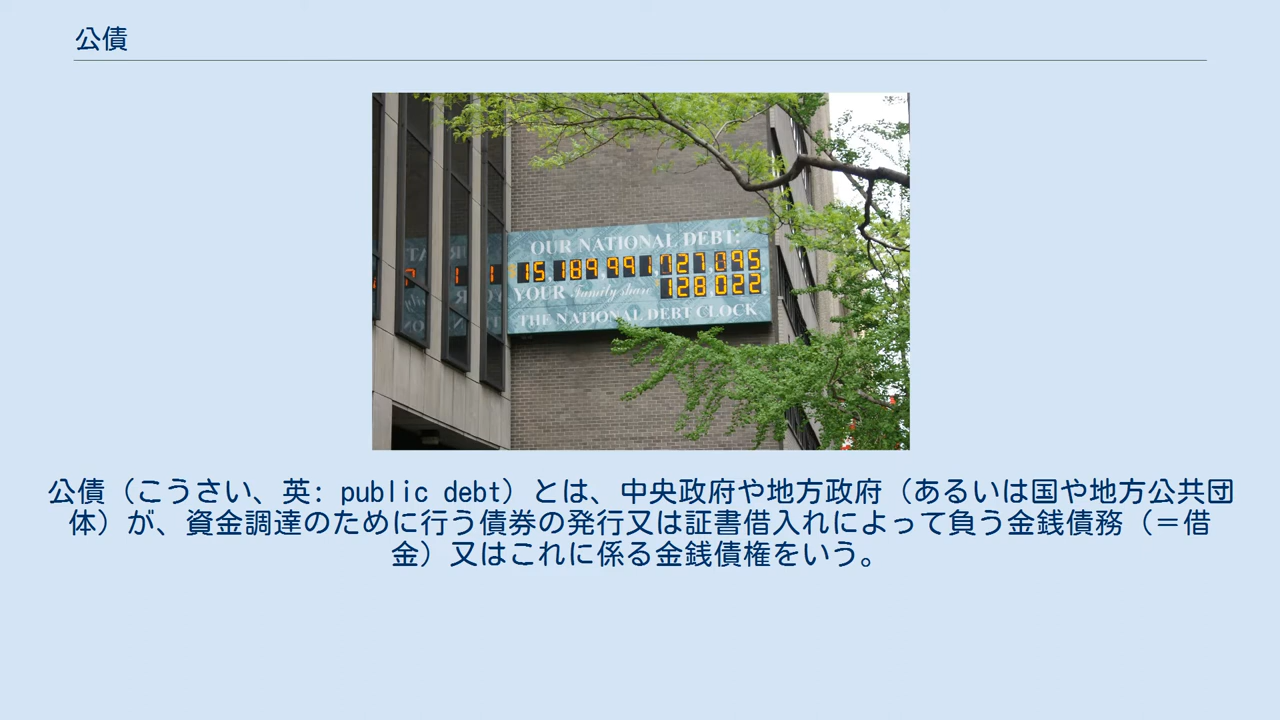 公債
OUR NATIONAL DEBT:
15,189,991,027,095.
YOUR Family share 128,022.
THE NATIONAL DEBT CLOCK
公債（こうさい、英: public debt）とは、中央政府や地方政府（あるいは国や地方公共団
体）が、資金調達のために行う債券の発行又は証書借入れによって負う金銭債務（＝借
金）又はこれに係る金銭債権をいう。